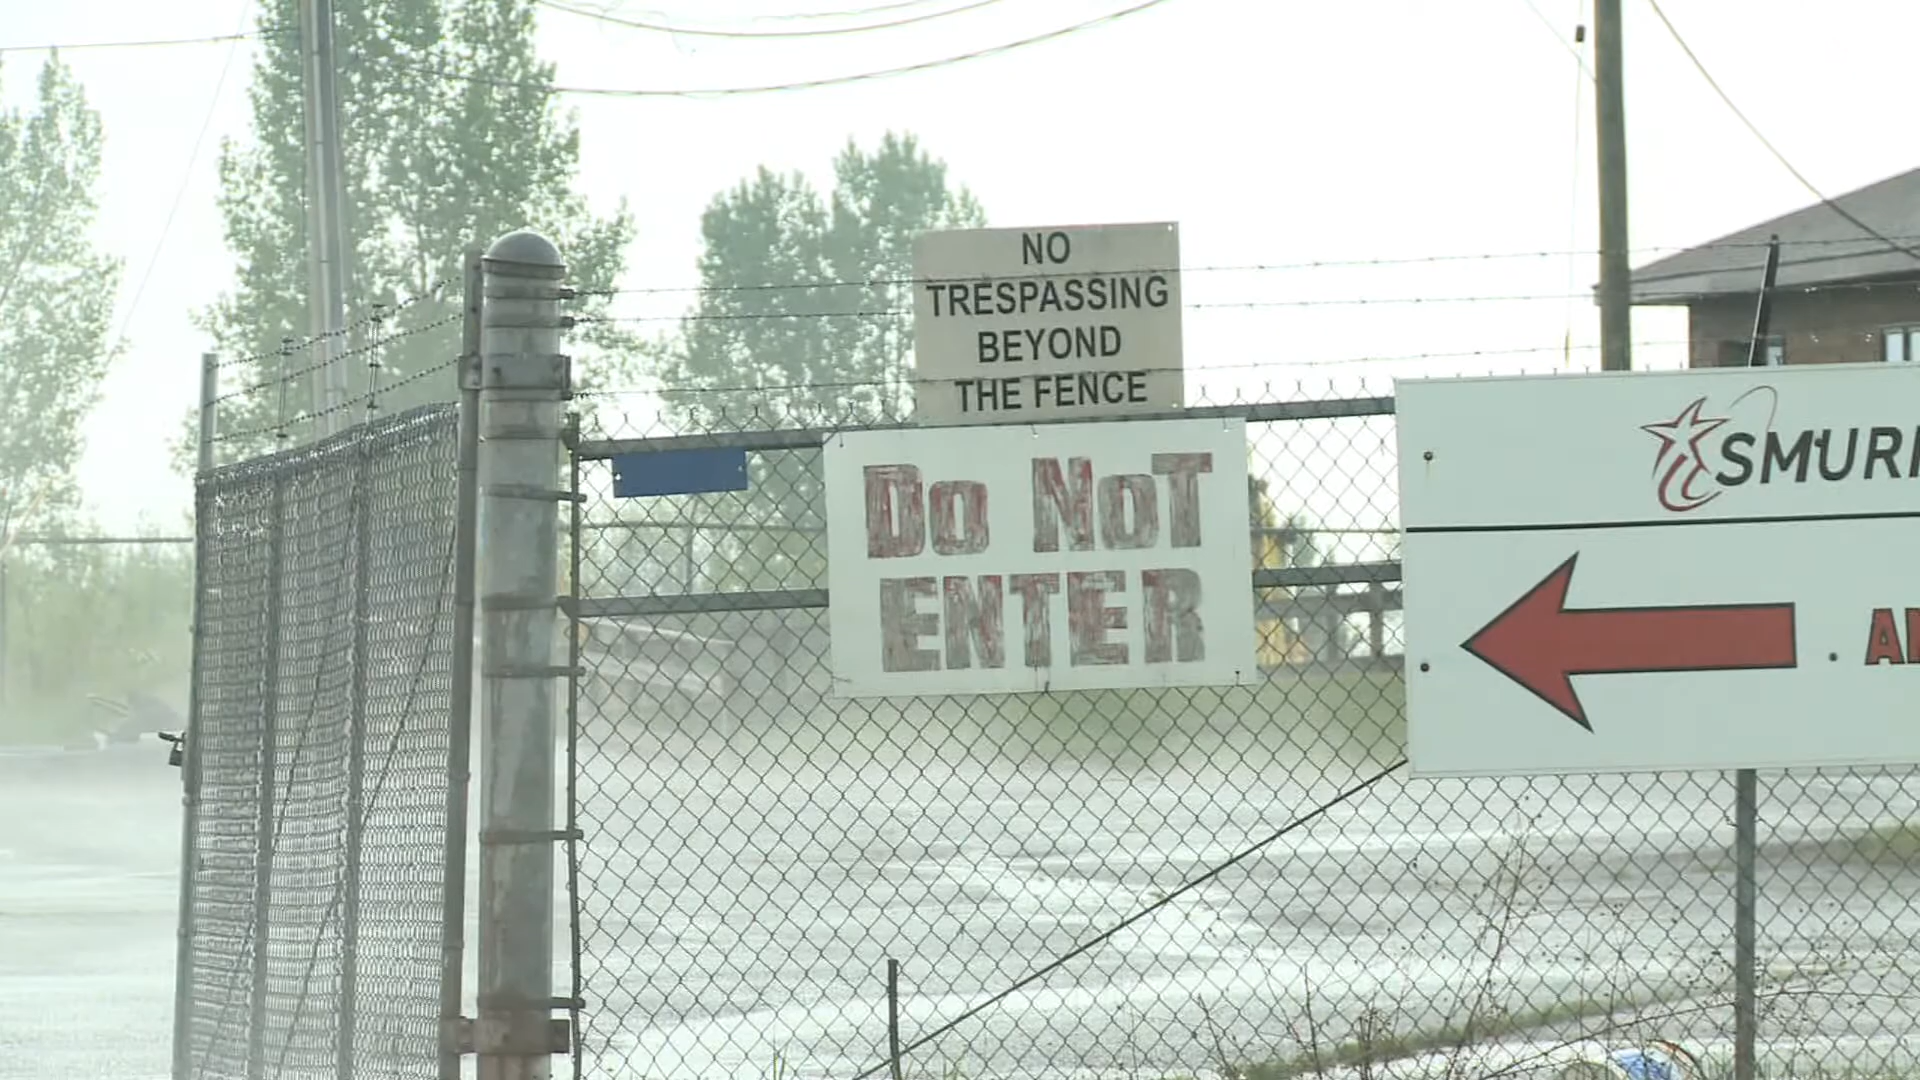 NO
TRESPASSING
BEYOND
THE FENCE
Do NoT
ENTER